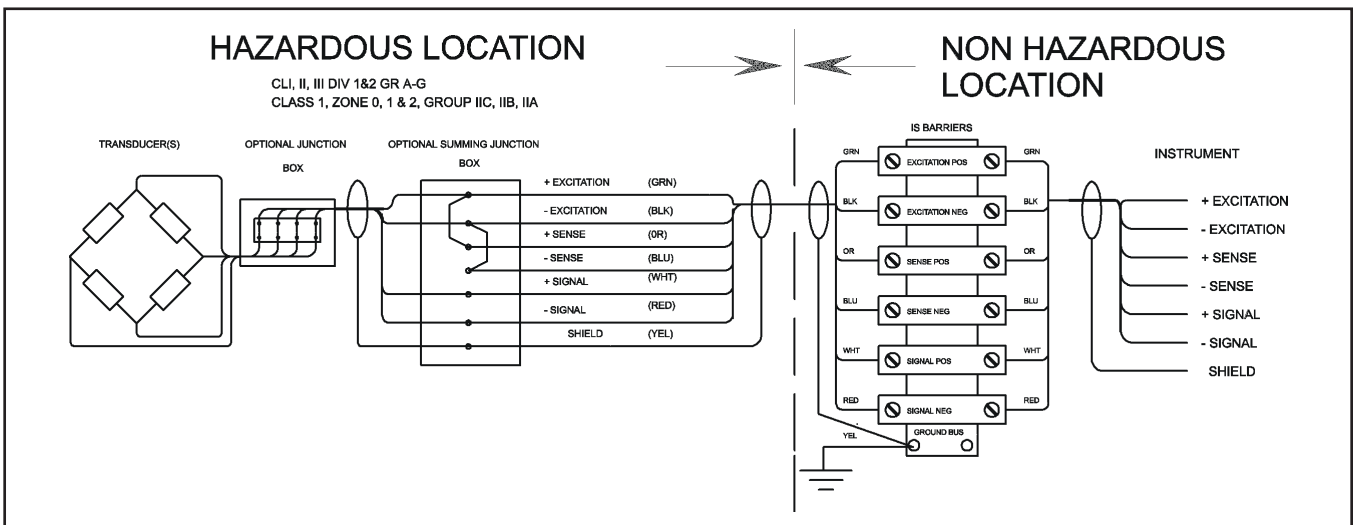 HAZARDOUS LOCATION
CLI, II, III DIV 1&2 GR A-G
CLASS 1, ZONE 0, 1 & 2, GROUP IIC, IIB, IIA
NON HAZARDOUS
LOCATION
TRANSDUCER(S)
OPTIONAL JUNCTION
BOX
OPTIONAL SUMMING JUNCTION
BOX
+ EXCITATION (GRN)
- EXCITATION (BLK)
+ SENSE (0R)
- SENSE (BLU)
+ SIGNAL (WHT)
- SIGNAL (RED)
SHIELD (YEL)
IS BARRIERS
GRN EXCITATION POS GRN
BLK EXCITATION NEG BLK
OR SENSE POS OR
BLU SENSE NEG BLU
WHT SIGNAL POS WHT
RED SIGNAL NEG RED
YEL GROUND BUS
INSTRUMENT
+ EXCITATION
- EXCITATION
+ SENSE
- SENSE
+ SIGNAL
- SIGNAL
SHIELD